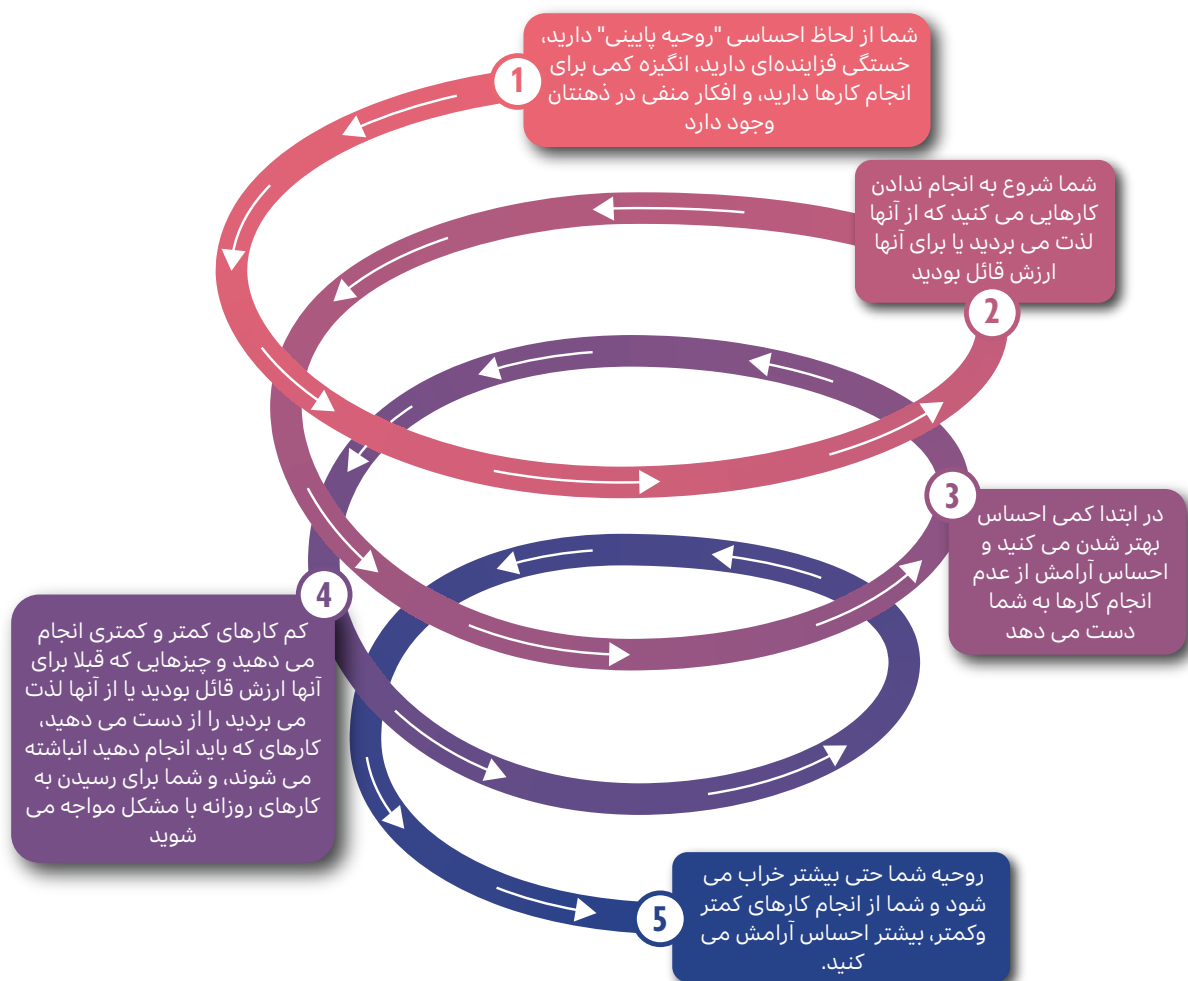 1
شما از لحاظ احساسی "روحیه پایینی" دارید،
خستگی فزاینده‌ای دارید، انگیزه کمی برای
انجام کارها دارید، و افکار منفی در ذهنتان
وجود دارد
2
شما شروع به انجام ندادن
کارهایی می کنید که از آنها
لذت می بردید یا برای آنها
ارزش قائل بودید
3
در ابتدا کمی احساس
بهتر شدن می کنید و
احساس آرامش از عدم
انجام کارها به شما
دست می دهد
4
کم کارهای کمتر و کمتری انجام
می دهید و چیزهایی که قبلا برای
آنها ارزش قائل بودید یا از آنها لذت
می بردید را از دست می دهید،
کارهای که باید انجام دهید انباشته
می شوند، و شما برای رسیدن به
کارهای روزانه با مشکل مواجه می
شوید
5
روحیه شما حتی بیشتر خراب می
شود و شما از انجام کارهای کمتر
وکمتر، بیشتر احساس آرامش می
کنید.